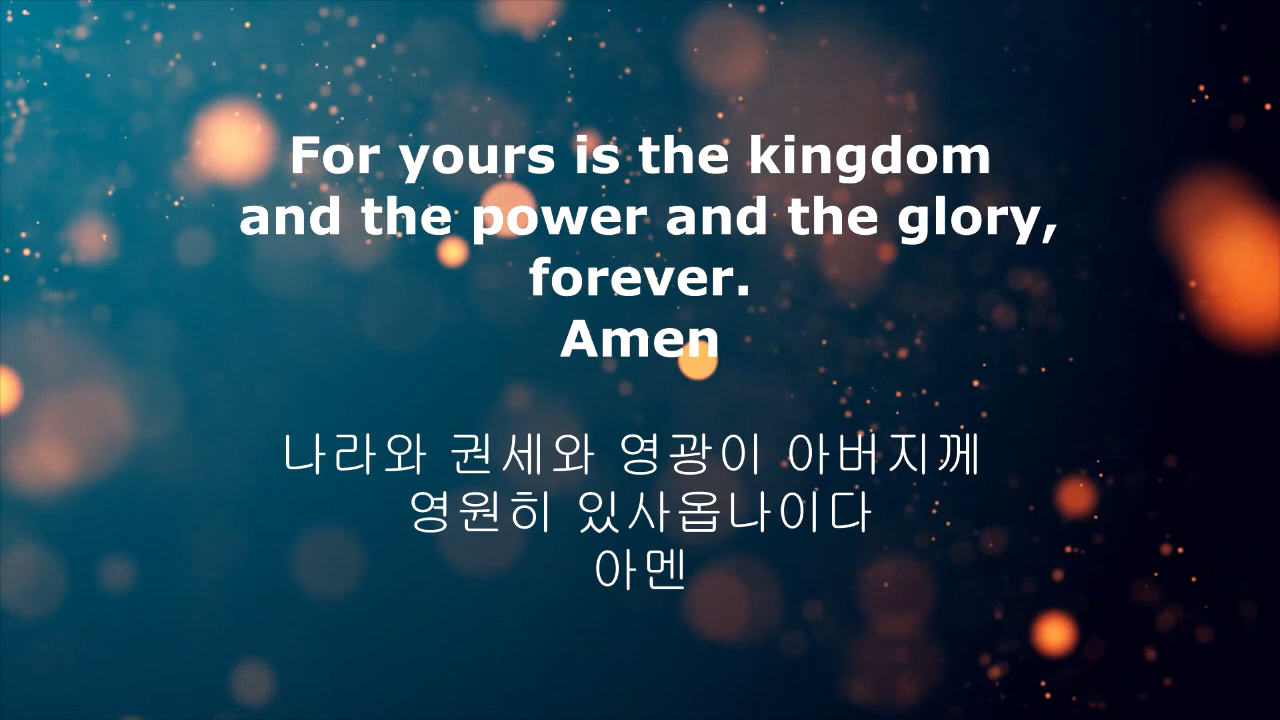 For yours is the kingdom
and the power and the glory,
forever.
Amen
나라와 권세와 영광이 아버지께
영원히 있사옵나이다
아멘